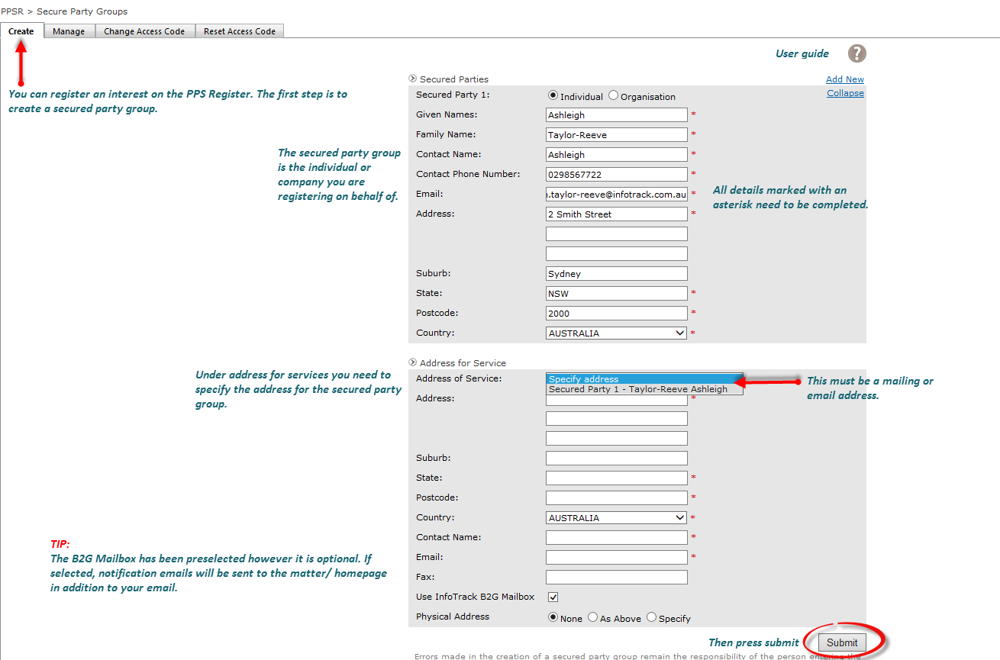 PPSR > Secure Party Groups
Create Manage Change Access Code Reset Access Code
User guide ?
You can register an interest on the PPS Register. The first step is to
create a secured party group.
Secured Parties Add New
Secured Party 1: Individual Organisation Collapse
Given Names: Ashleigh *
Family Name: Taylor-Reeve *
The secured party group
is the individual or
company you are
registering on behalf of.
Contact Name: Ashleigh *
Contact Phone Number: 0298567722 *
Email: .taylor-reeve@infotrack.com.au *
All details marked with an
asterisk need to be completed.
Address: 2 Smith Street *
Suburb: Sydney
State: NSW *
Postcode: 2000 *
Country: AUSTRALIA *
Address for Service
Under address for services you need to
specify the address for the secured party
group.
Address of Service: Specify address
Secured Party 1 - Taylor-Reeve Ashleigh
This must be a mailing or
email address.
Address: *
Suburb:
State: *
Postcode: *
Country: AUSTRALIA *
Contact Name: *
Email: *
Fax:
TIP:
The B2G Mailbox has been preselected however it is optional. If
selected, notification emails will be sent to the matter/ homepage
in addition to your email.
Use InfoTrack B2G Mailbox
Physical Address None As Above Specify
Then press submit Submit
Errors made in the creation of a secured party group remain the responsibility of the person entering the